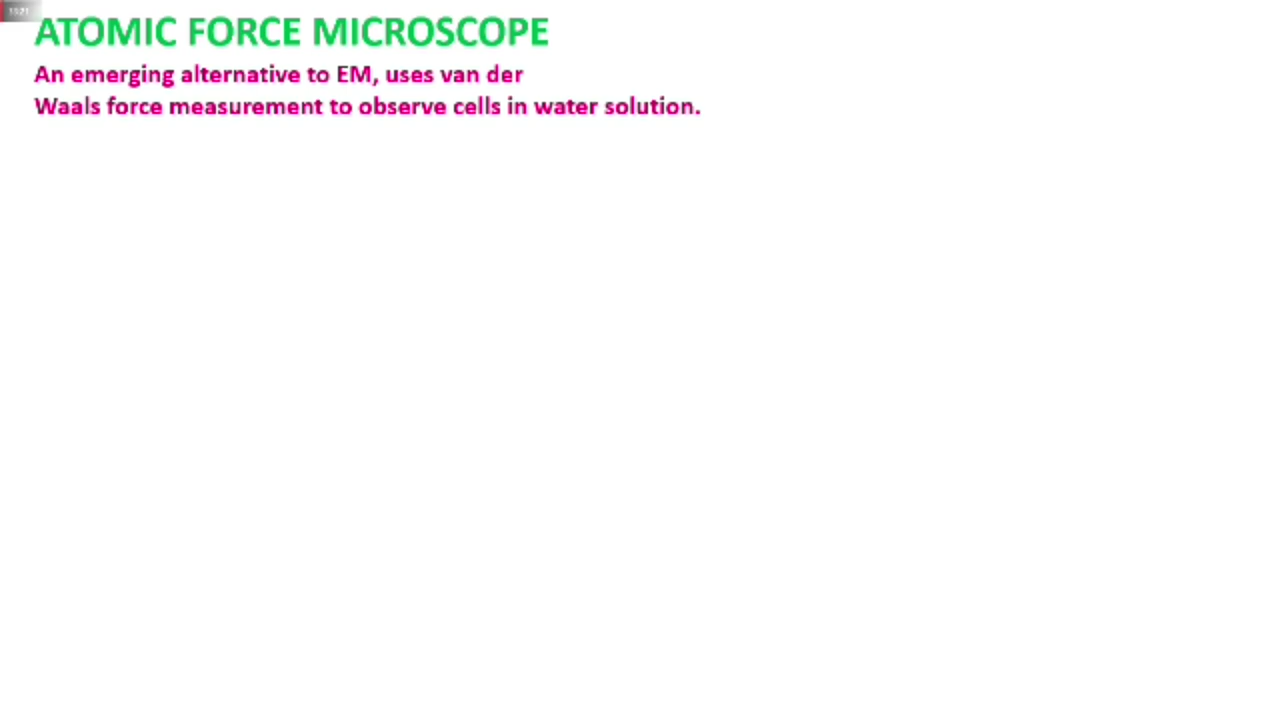 ATOMIC FORCE MICROSCOPE
An emerging alternative to EM, uses van der
Waals force measurement to observe cells in water solution.